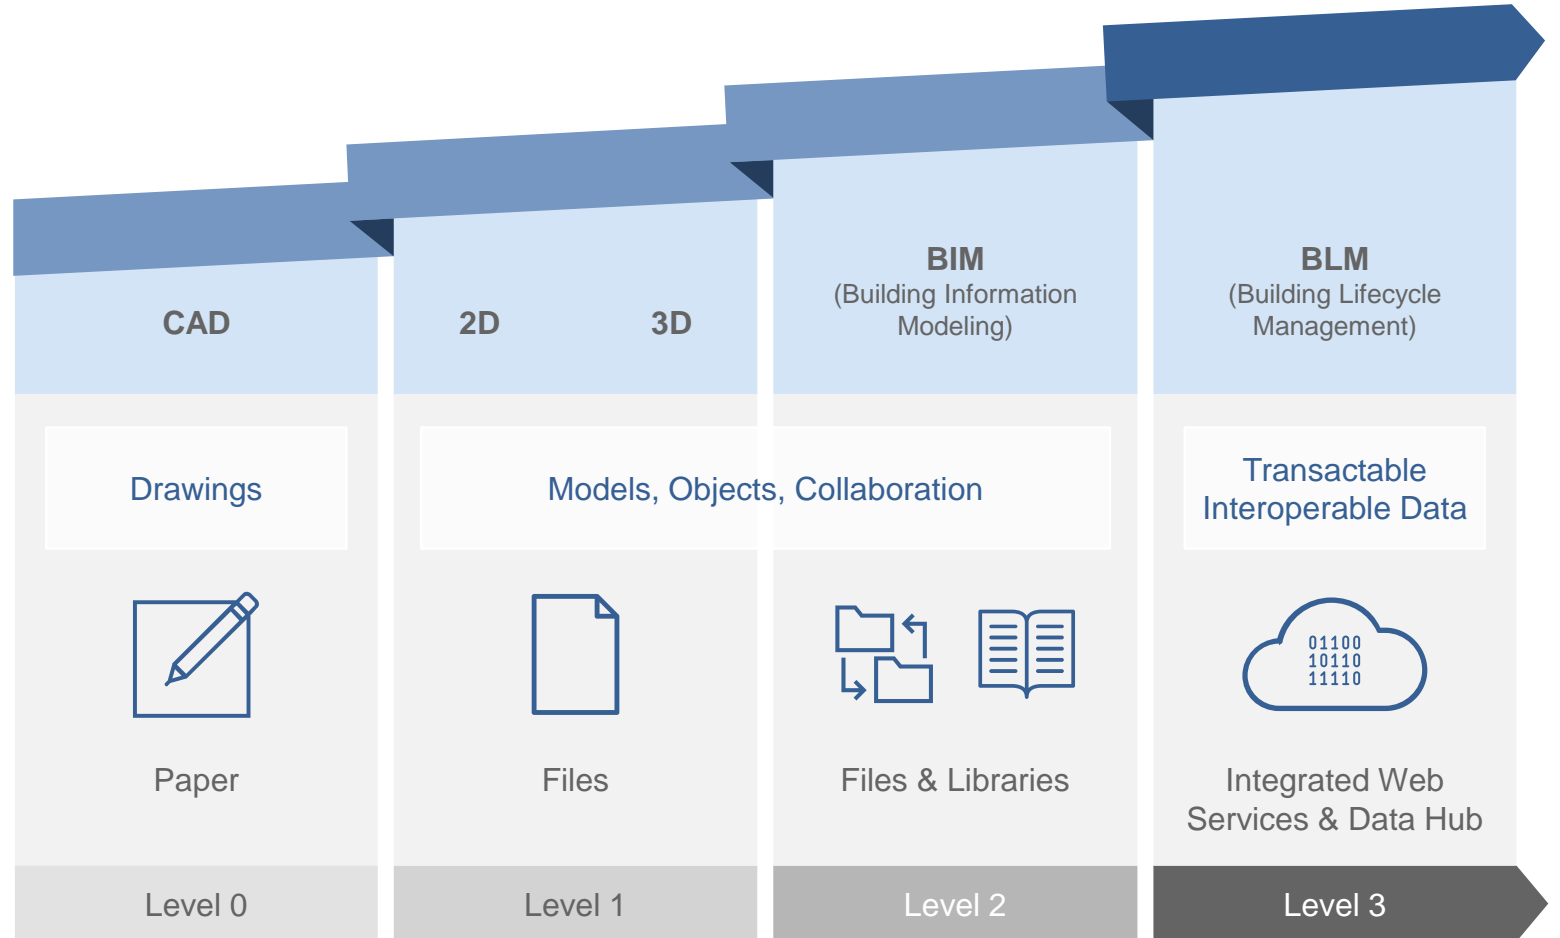 CAD
2D
3D
BIM
(Building Information
Modeling)
BLM
(Building Lifecycle
Management)
Drawings
Models, Objects, Collaboration
Transactable
Interoperable Data
01100
10110
11110
Paper
Files
Files & Libraries
Integrated Web
Services & Data Hub
Level 0
Level 1
Level 2
Level 3